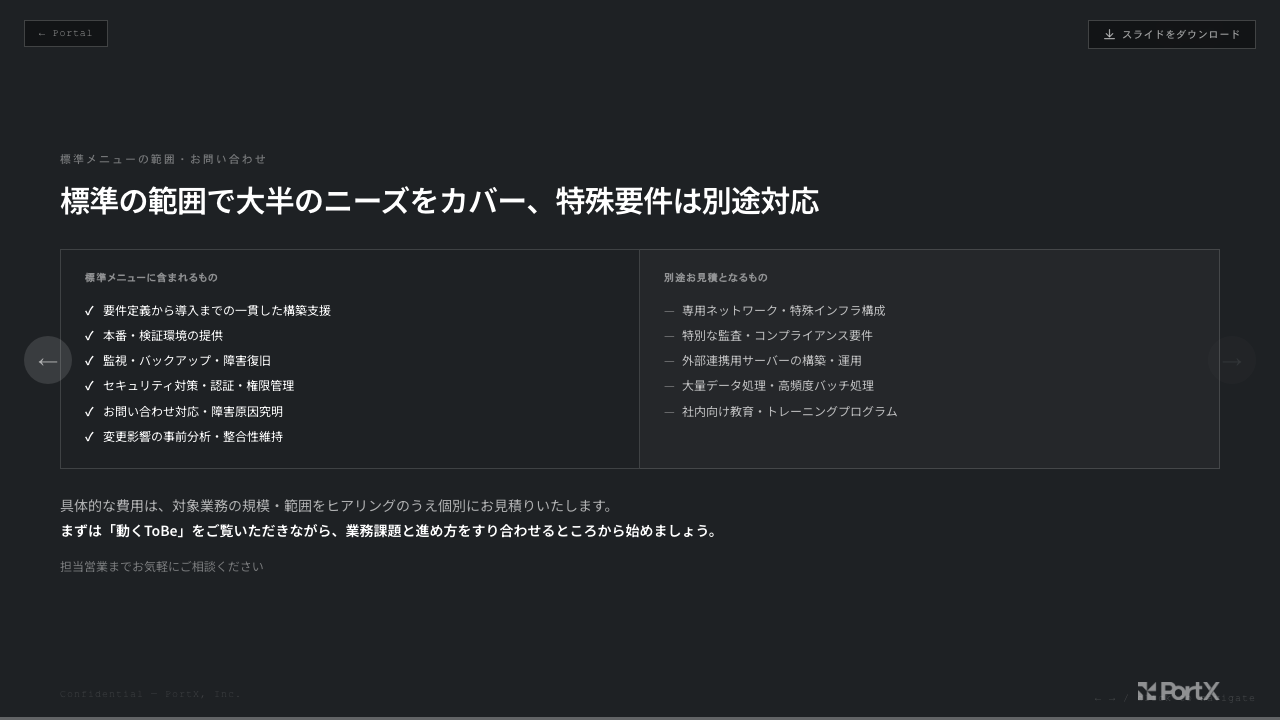 ← Portal
スライドをダウンロード
標準メニューの範囲・お問い合わせ
標準の範囲で大半のニーズをカバー、特殊要件は別途対応
標準メニューに含まれるもの
✓ 要件定義から導入までの一貫した構築支援
✓ 本番・検証環境の提供
✓ 監視・バックアップ・障害復旧
✓ セキュリティ対策・認証・権限管理
✓ お問い合わせ対応・障害原因究明
✓ 変更影響の事前分析・整合性維持
別途お見積となるもの
— 専用ネットワーク・特殊インフラ構成
— 特別な監査・コンプライアンス要件
— 外部連携用サーバーの構築・運用
— 大量データ処理・高頻度バッチ処理
— 社内向け教育・トレーニングプログラム
←
→
具体的な費用は、対象業務の規模・範囲をヒアリングのうえ個別にお見積りいたします。
まずは「動くToBe」をご覧いただきながら、業務課題と進め方をすり合わせるところから始めましょう。
担当営業までお気軽にご相談ください
Confidential — PortX, Inc.
← → /
PortX